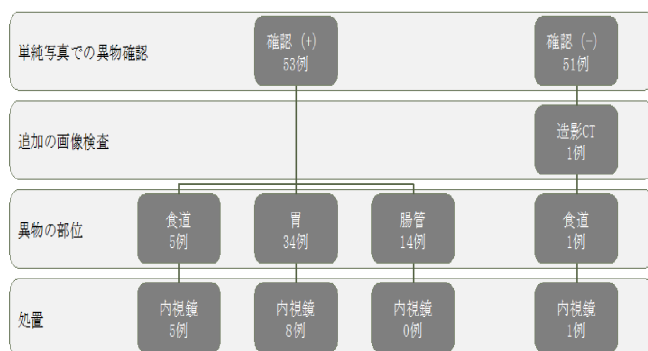 単純写真での異物確認
確認 (+)
53例
確認 (-)
51例
追加の画像検査
造影CT
1例
異物の部位
食道
5例
胃
34例
腸管
14例
食道
1例
処置
内視鏡
5例
内視鏡
8例
内視鏡
0例
内視鏡
1例